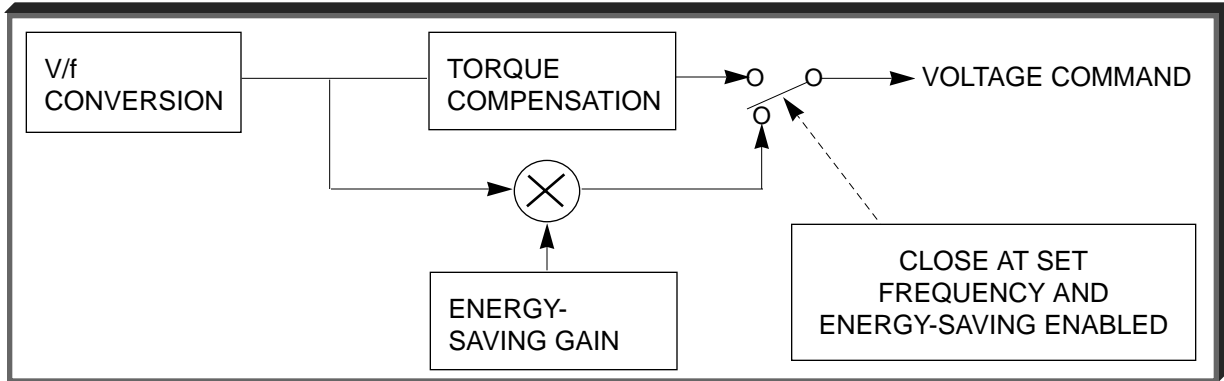 V/f
CONVERSION
TORQUE
COMPENSATION
VOLTAGE COMMAND
ENERGY-
SAVING GAIN
CLOSE AT SET
FREQUENCY AND
ENERGY-SAVING ENABLED